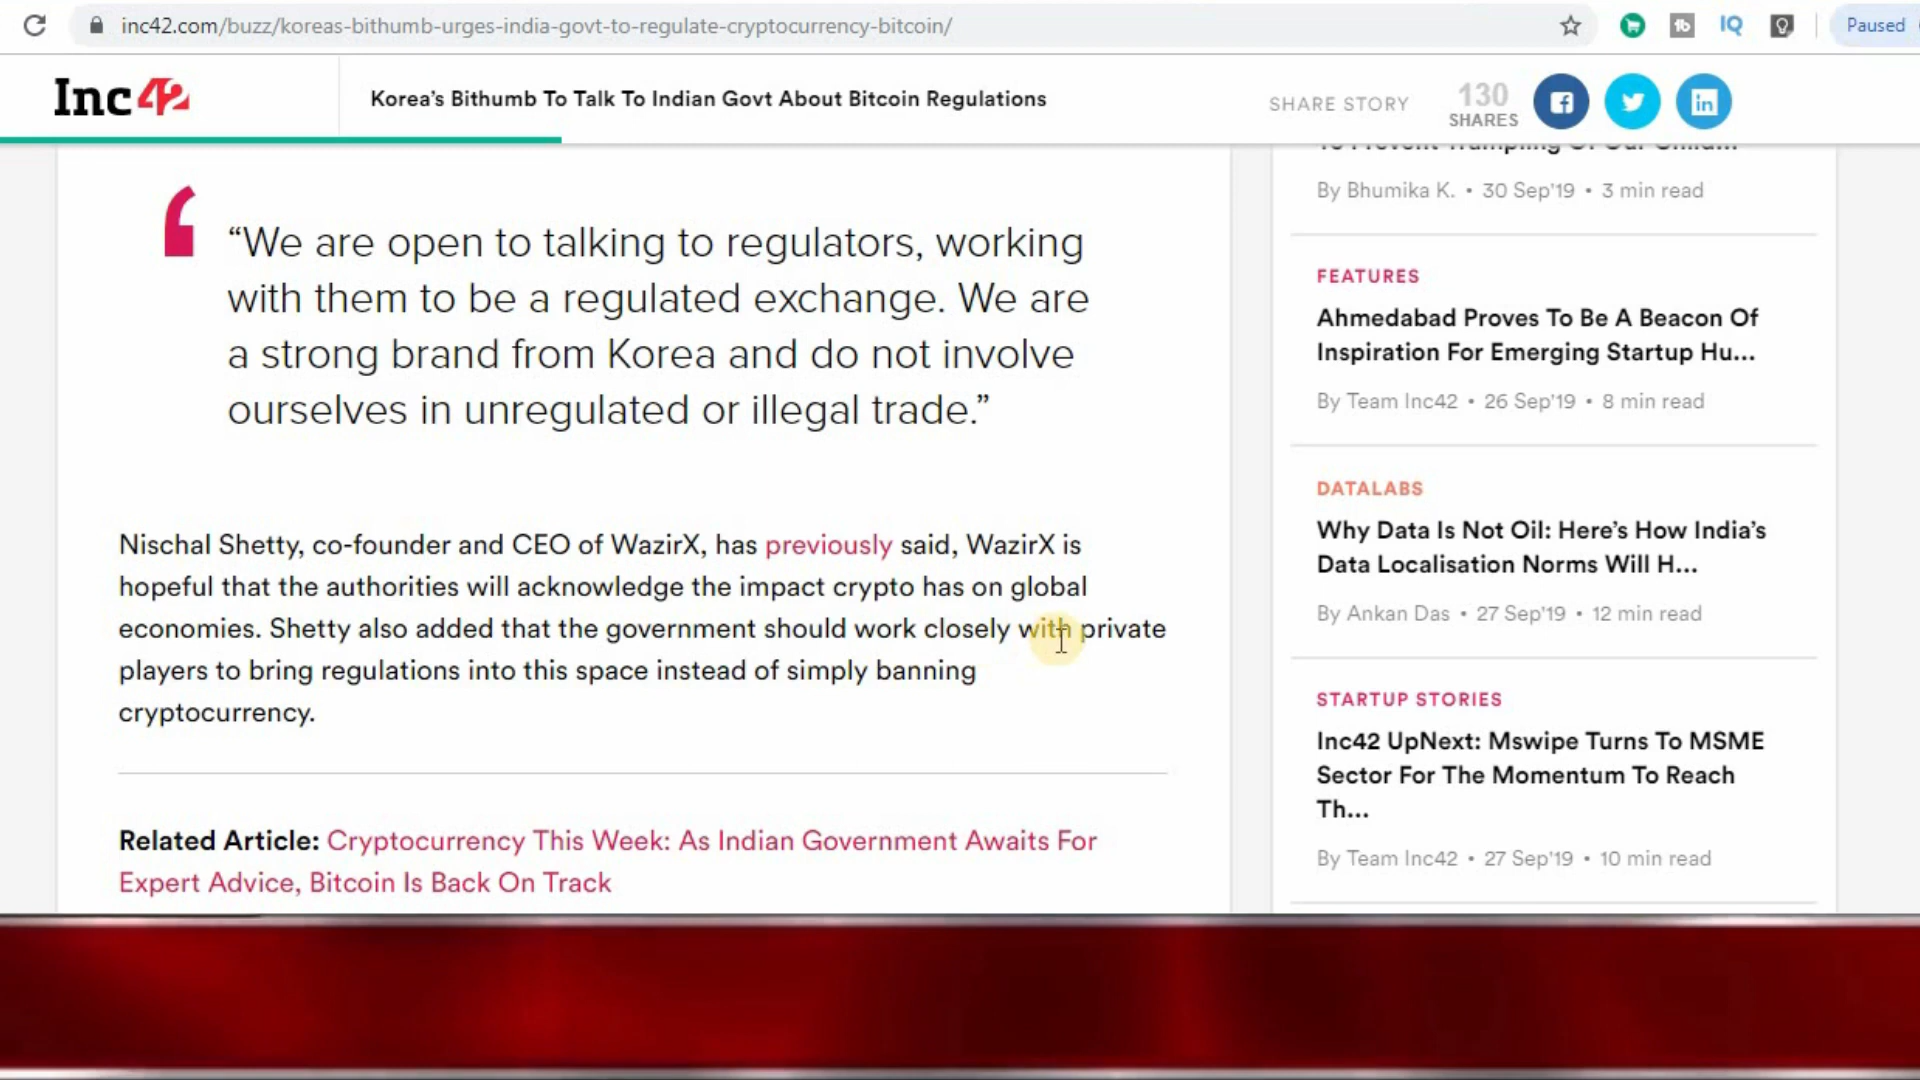 inc42.com/buzz/koreas-bithumb-urges-india-govt-to-regulate-cryptocurrency-bitcoin/
Paused
Inc42
Korea's Bithumb To Talk To Indian Govt About Bitcoin Regulations
SHARE STORY
130
SHARES
“We are open to talking to regulators, working
with them to be a regulated exchange. We are
a strong brand from Korea and do not involve
ourselves in unregulated or illegal trade.”
Nischal Shetty, co-founder and CEO of WazirX, has previously said, WazirX is
hopeful that the authorities will acknowledge the impact crypto has on global
economies. Shetty also added that the government should work closely with private
players to bring regulations into this space instead of simply banning
cryptocurrency.
Related Article: Cryptocurrency This Week: As Indian Government Awaits For
Expert Advice, Bitcoin Is Back On Track
To Prevent Trampling Of Our Child...
By Bhumika K. • 30 Sep'19 • 3 min read
FEATURES
Ahmedabad Proves To Be A Beacon Of
Inspiration For Emerging Startup Hu...
By Team Inc42 • 26 Sep'19 • 8 min read
DATALABS
Why Data Is Not Oil: Here's How India's
Data Localisation Norms Will H...
By Ankan Das • 27 Sep'19 • 12 min read
STARTUP STORIES
Inc42 UpNext: Mswipe Turns To MSME
Sector For The Momentum To Reach
Th...
By Team Inc42 • 27 Sep'19 • 10 min read